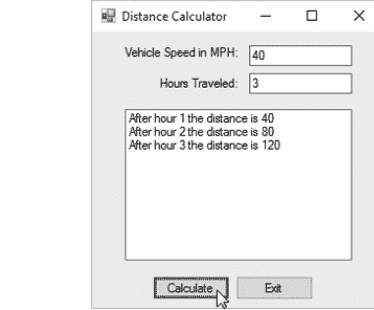 Distance Calculator
Vehicle Speed in MPH: 40
Hours Traveled: 3
After hour 1 the distance is 40
After hour 2 the distance is 80
After hour 3 the distance is 120
Calculate Exit